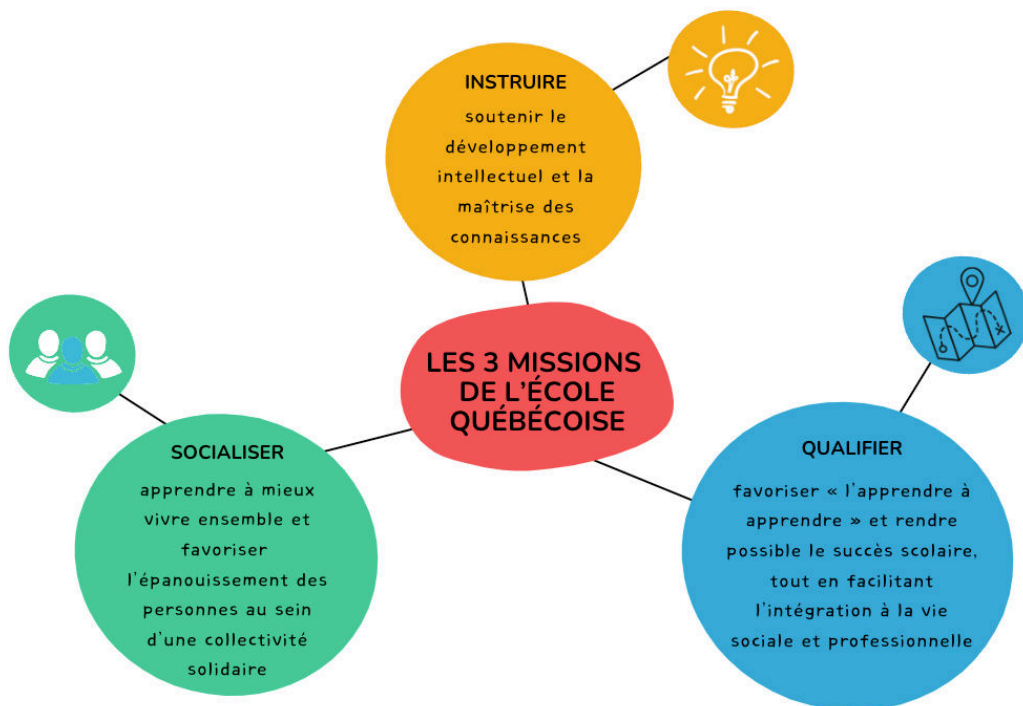 INSTRUIRE
soutenir le
développement
intellectuel et la
maîtrise des
connaissances
LES 3 MISSIONS
DE L'ÉCOLE
QUÉBÉCOISE
SOCIALISER
apprendre à mieux
vivre ensemble et
favoriser
l'épanouissement des
personnes au sein
d'une collectivité
solidaire
QUALIFIER
favoriser « l'apprendre à
apprendre » et rendre
possible le succès scolaire,
tout en facilitant
l'intégration à la vie
sociale et professionnelle